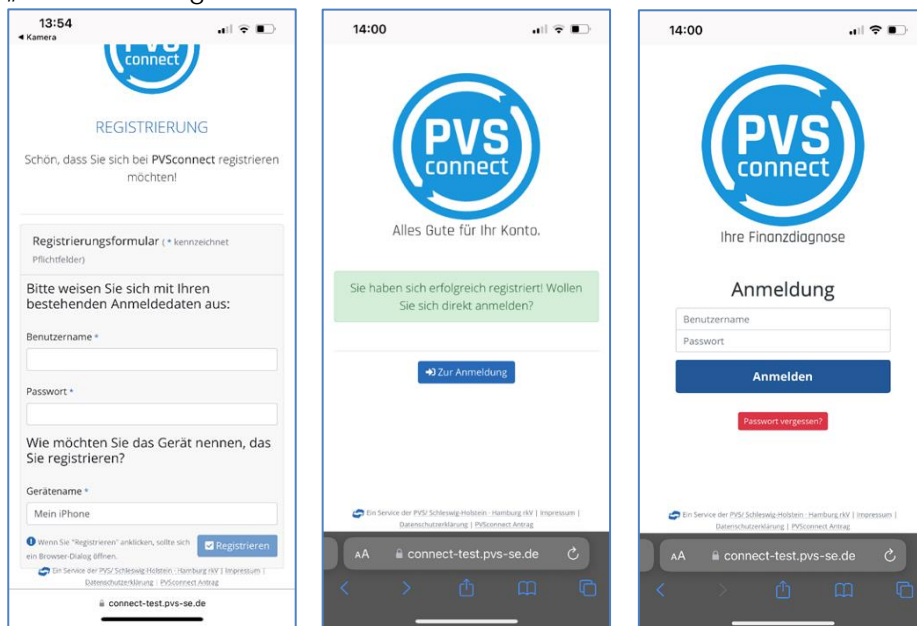 13:54
◄ Kamera
PVS
connect
REGISTRIERUNG
Schön, dass Sie sich bei PVSconnect registrieren
möchten!
Registrierungsformular ( * kennzeichnet
Pflichtfelder)
Bitte weisen Sie sich mit Ihren
bestehenden Anmeldedaten aus:
Benutzername *
Passwort *
Wie möchten Sie das Gerät nennen, das
Sie registrieren?
Gerätename *
Mein iPhone
Wenn Sie "Registrieren" anklicken, sollte sich
ein Browser-Dialog öffnen.
Registrieren
Ein Service der PVS/ Schleswig-Holstein · Hamburg rkV | Impressum |
Datenschutzerklärung | PVSconnect Antrag
connect-test.pvs-se.de
14:00
PVS
connect
Alles Gute für Ihr Konto.
Sie haben sich erfolgreich registriert! Wollen
Sie sich direkt anmelden?
Zur Anmeldung
Ein Service der PVS/ Schleswig-Holstein · Hamburg rkV | Impressum |
Datenschutzerklärung | PVSconnect Antrag
AA connect-test.pvs-se.de
14:00
PVS
connect
Ihre Finanzdiagnose
Anmeldung
Benutzername
Passwort
Anmelden
Passwort vergessen?
Ein Service der PVS/ Schleswig-Holstein · Hamburg rkV | Impressum |
Datenschutzerklärung | PVSconnect Antrag
AA connect-test.pvs-se.de